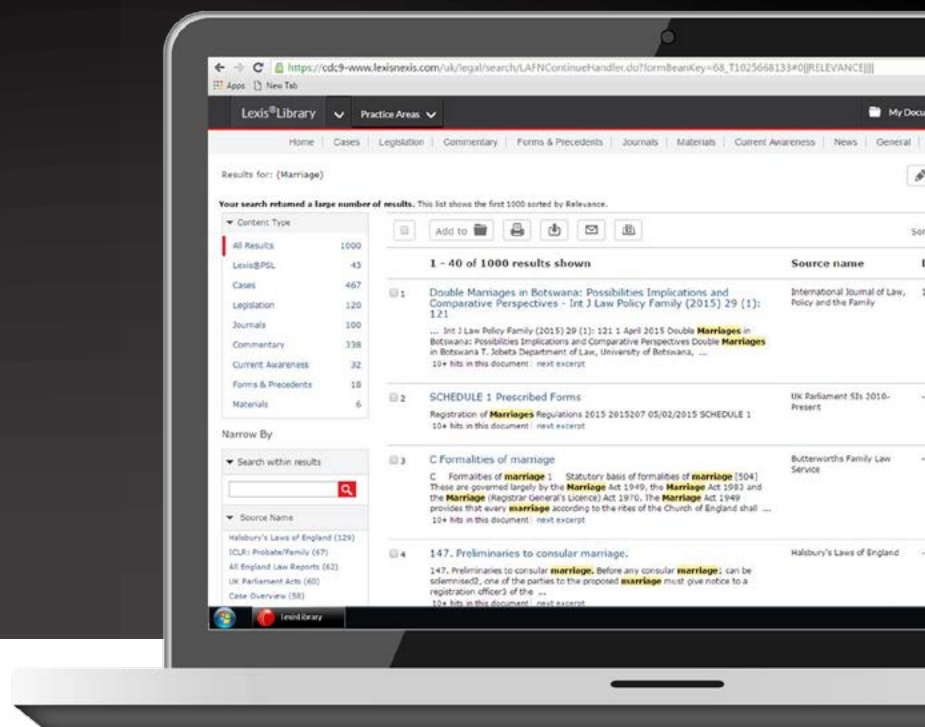 https://cdc9-www.lexisnexis.com/uk/legal/search/LAFNContinueHandler.do?formBeanKey=68_T1025668133#0||RELEVANCE||||
Apps New Tab
Lexis®Library Practice Areas My Docu
Home Cases Legislation Commentary Forms & Precedents Journals Materials Current Awareness News General
Results for: (Marriage)
Your search returned a large number of results. This list shows the first 1000 sorted by Relevance.
Content Type
All Results 1000
Lexis®PSL 43
Cases 467
Legislation 120
Journals 100
Commentary 338
Current Awareness 32
Forms & Precedents 18
Materials 6
Narrow By
Search within results
Source Name
Halsbury's Laws of England (129)
ICLR: Probate/Family (67)
All England Law Reports (62)
UK Parliament Acts (60)
Case Overview (58)
Add to
Sor
1 - 40 of 1000 results shown Source name
1 Double Marriages in Botswana: Possibilities Implications and
Comparative Perspectives - Int J Law Policy Family (2015) 29 (1):
121
International Journal of Law,
Policy and the Family
... Int J Law Policy Family (2015) 29 (1): 121 1 April 2015 Double Marriages in
Botswana: Possibilities Implications and Comparative Perspectives Double Marriages
in Botswana T. Jobeta Department of Law, University of Botswana, ...
10+ hits in this document next excerpt
2 SCHEDULE 1 Prescribed Forms
UK Parliament SIs 2010-
Present
Registration of Marriages Regulations 2015 2015207 05/02/2015 SCHEDULE 1
10+ hits in this document next excerpt
3 C Formalities of marriage
Butterworths Family Law
Service
C Formalities of marriage 1 Statutory basis of formalities of marriage [504]
These are governed largely by the Marriage Act 1949, the Marriage Act 1983 and
the Marriage (Registrar General's Licence) Act 1970. The Marriage Act 1949
provides that every marriage according to the rites of the Church of England shall ...
10+ hits in this document next excerpt
4 147. Preliminaries to consular marriage.
Halsbury's Laws of England
147. Preliminaries to consular marriage. Before any consular marriage1 can be
solemnised2, one of the parties to the proposed marriage must give notice to a
registration officer3 of the ...
10+ hits in this document next excerpt
LexisLibrary